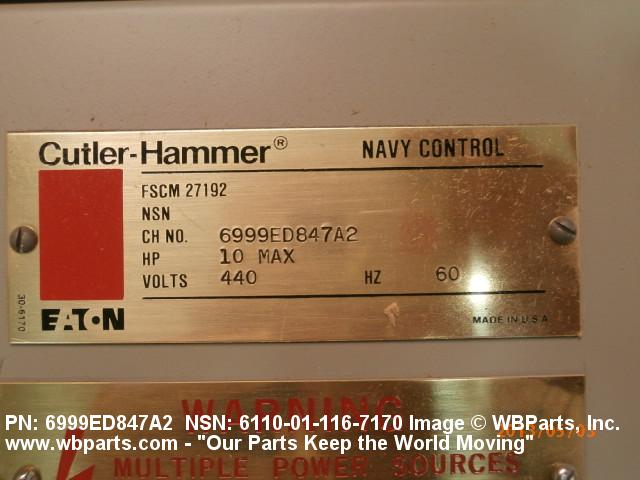 Cutler-Hammer® NAVY CONTROL
FSCM 27192
NSN
CH NO. 6999ED847A2
HP 10 MAX
VOLTS 440 HZ 60
30-6170
EATON
MADE IN U.S.A
WARNING
PN: 6999ED847A2 NSN: 6110-01-116-7170 Image © WBParts, Inc.
www.wbparts.com - "Our Parts Keep the World Moving"
MULTIPLE POWER SOURCES